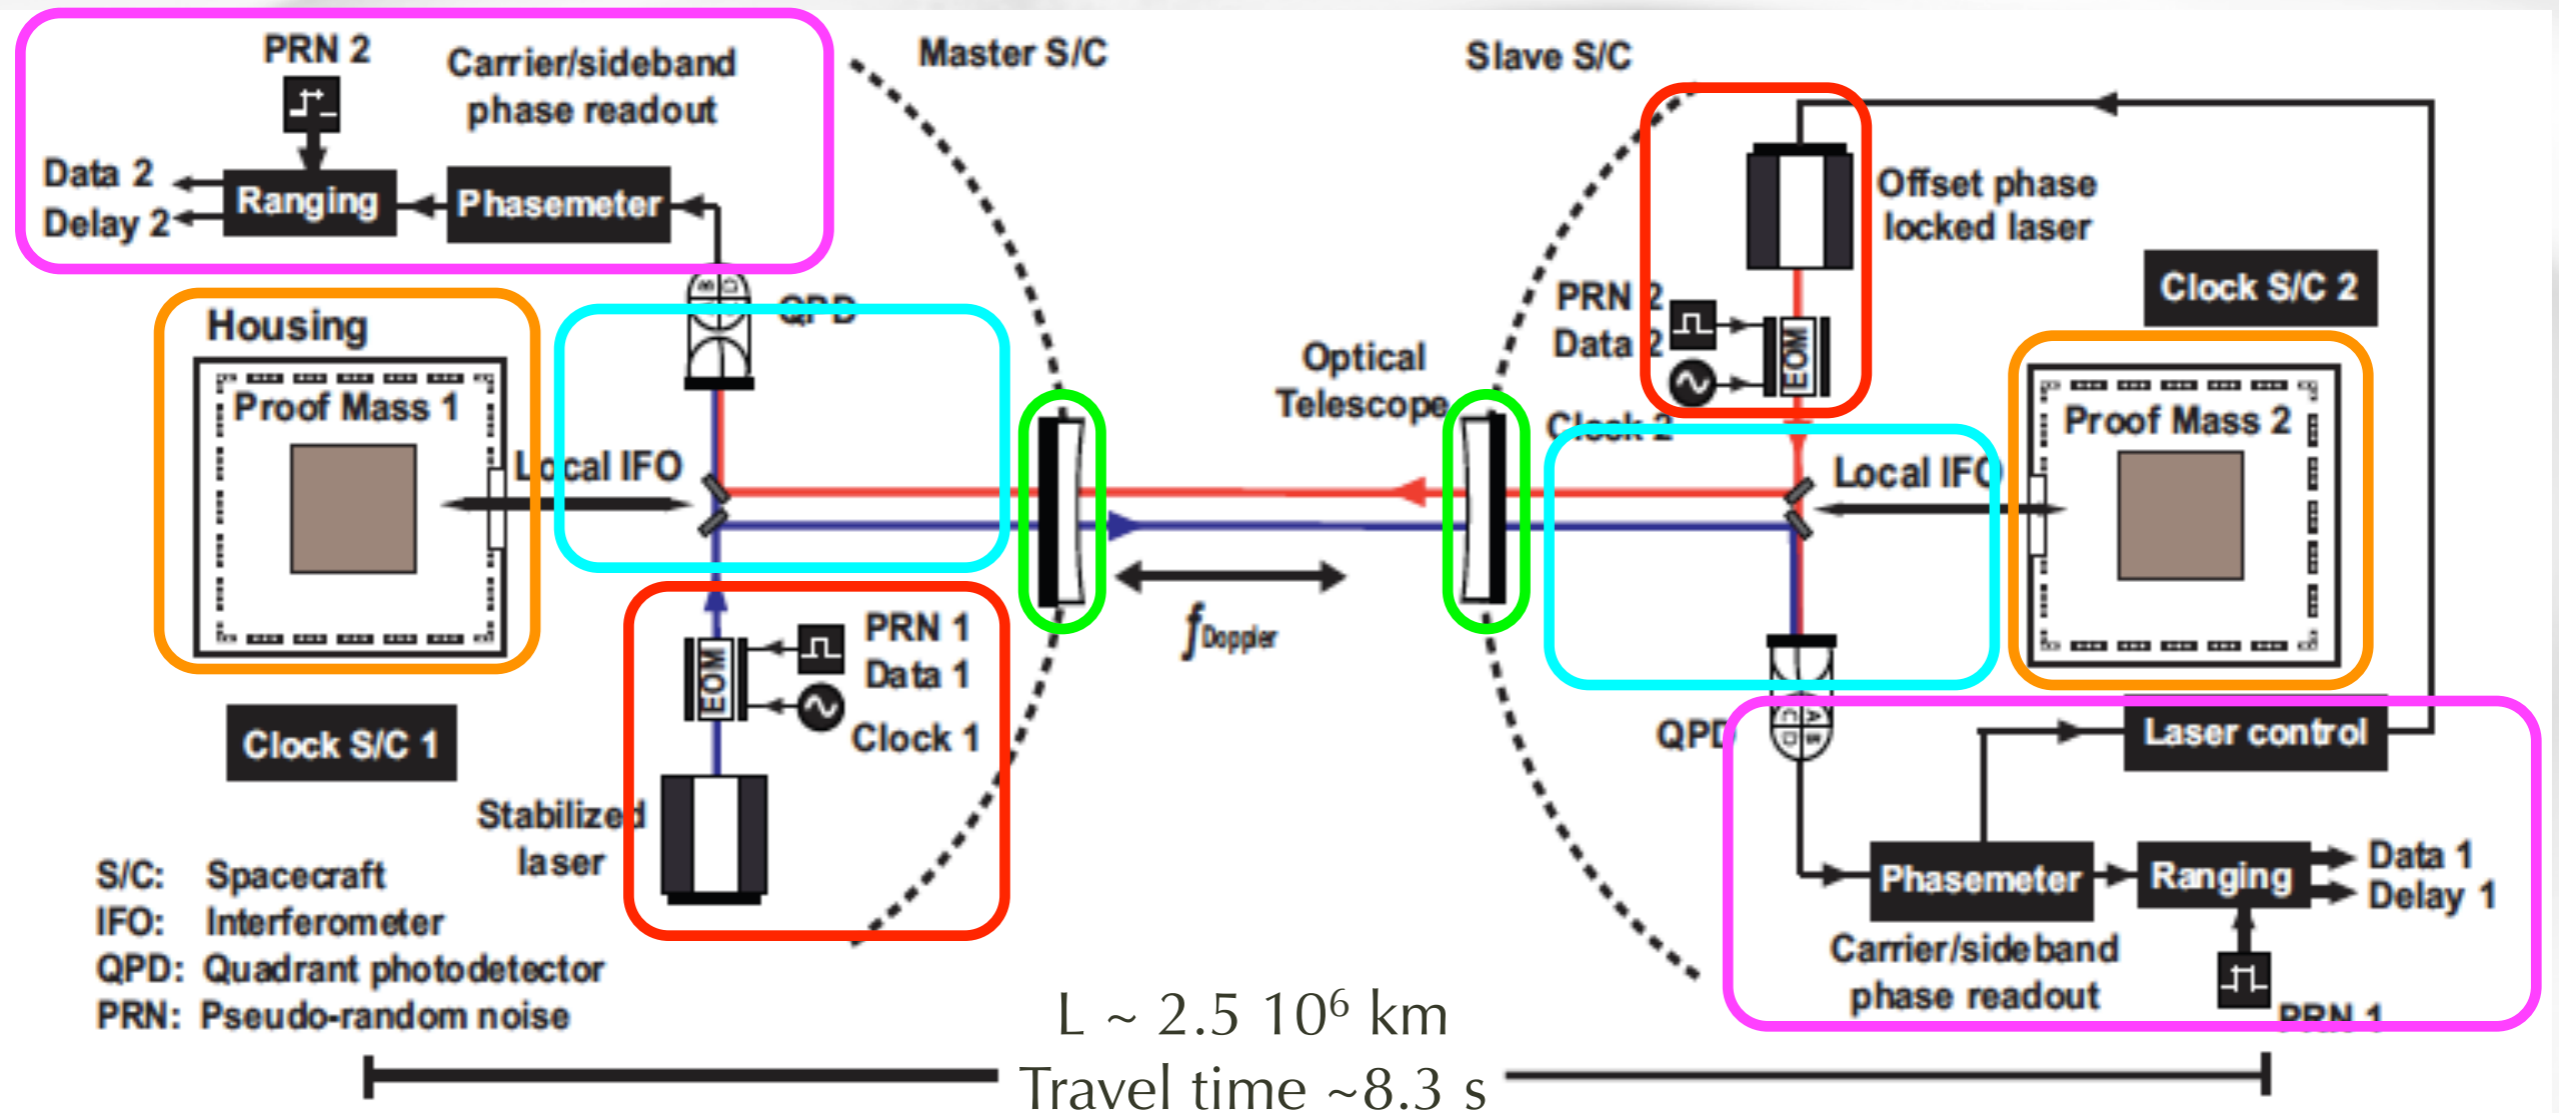 PRN 2
Carrier/sideband
phase readout
Master S/C
Slave S/C
Data 2
Delay 2
Ranging
Phasemeter
Offset phase
locked laser
QPD
Clock S/C 2
Housing
PRN 2
Data 2
EOM
Clock 2
Proof Mass 1
Optical
Telescope
Proof Mass 2
Local IFO
Local IFO
fDoppler
PRN 1
Data 1
EOM
Clock 1
Clock S/C 1
QPD
Laser control
Stabilized
laser
Phasemeter
Ranging
Data 1
Delay 1
Carrier/sideband
phase readout
PRN 1
S/C: Spacecraft
IFO: Interferometer
QPD: Quadrant photodetector
PRN: Pseudo-random noise
L ~ 2.5 10⁶ km
Travel time ~8.3 s